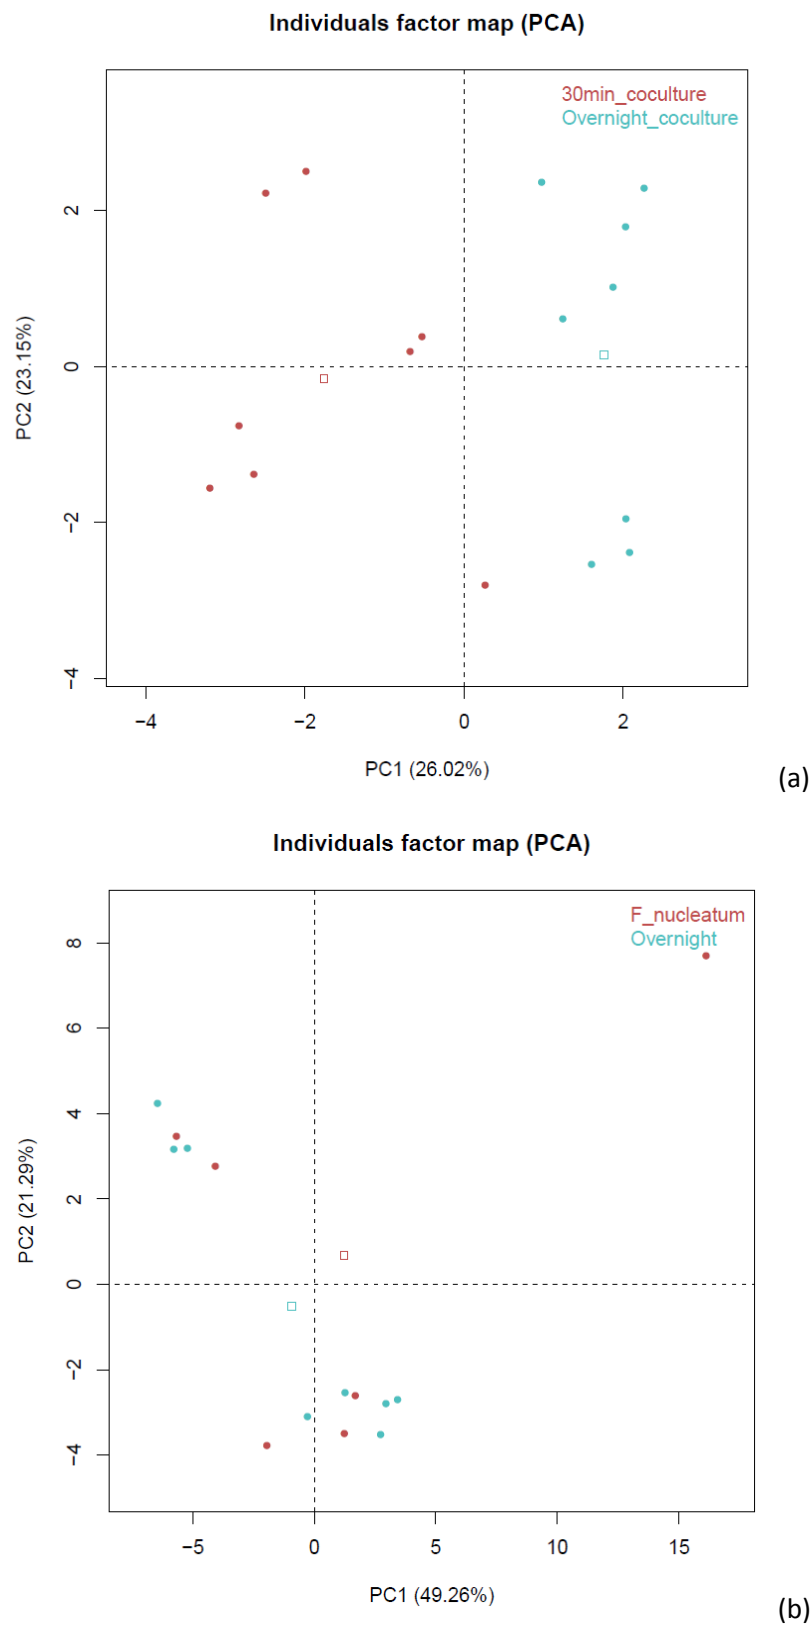 Individuals factor map (PCA)
30min_coculture
Overnight_coculture
2
0
−2
−4
PC2 (23.15%)
−4 −2 0 2
PC1 (26.02%)
(a)
Individuals factor map (PCA)
F_nucleatum
Overnight
8
6
4
2
0
−2
−4
PC2 (21.29%)
−5 0 5 10 15
PC1 (49.26%)
(b)